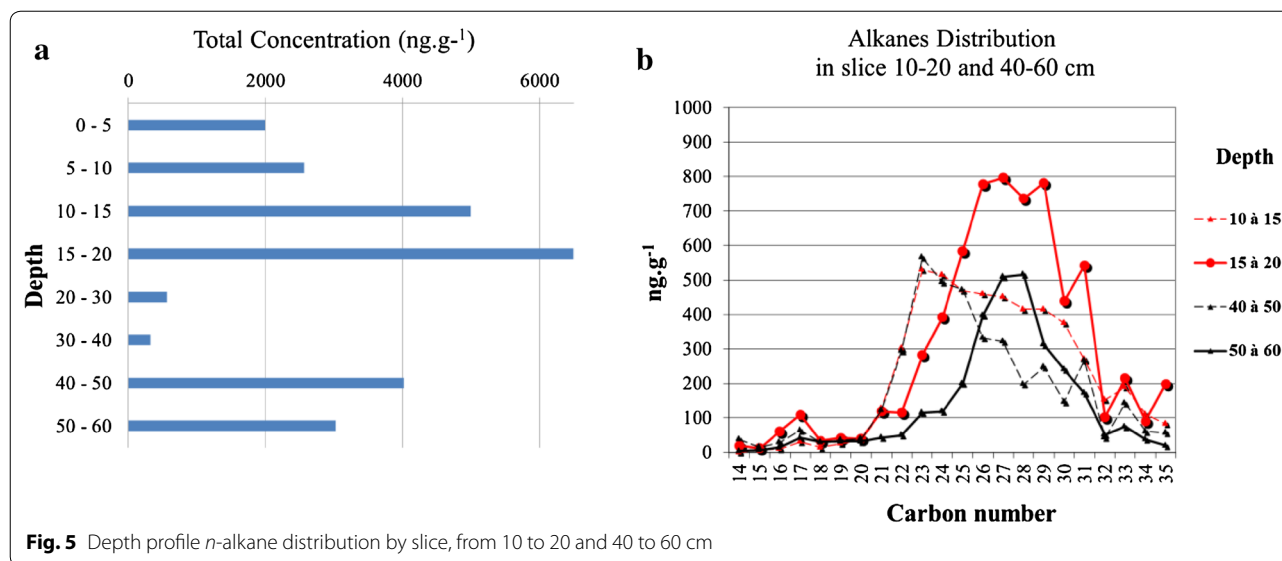 a
Total Concentration (ng.g-¹)
0 2000 4000 6000
Depth
0 - 5
5 - 10
10 - 15
15 - 20
20 - 30
30 - 40
40 - 50
50 - 60
b
Alkanes Distribution
in slice 10-20 and 40-60 cm
ng.g-¹
1000
900
800
700
600
500
400
300
200
100
0
14 15 16 17 18 19 20 21 22 23 24 25 26 27 28 29 30 31 32 33 34 35
Carbon number
Depth
10 à 15
15 à 20
40 à 50
50 à 60
Fig. 5 Depth profile n-alkane distribution by slice, from 10 to 20 and 40 to 60 cm